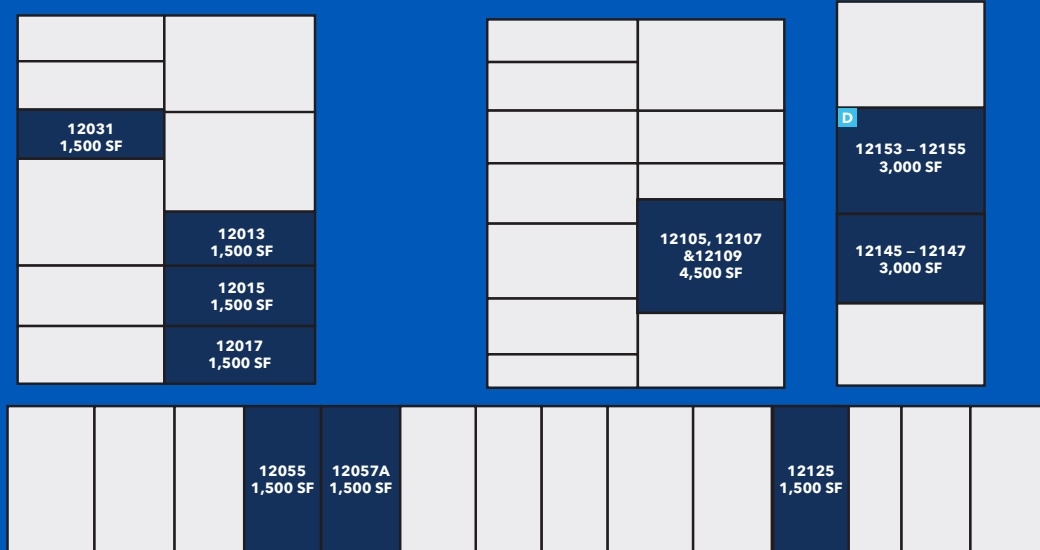 12031
1,500 SF
12013
1,500 SF
12015
1,500 SF
12017
1,500 SF
12105, 12107
&12109
4,500 SF
D
12153 – 12155
3,000 SF
12145 – 12147
3,000 SF
12055
1,500 SF
12057A
1,500 SF
12125
1,500 SF